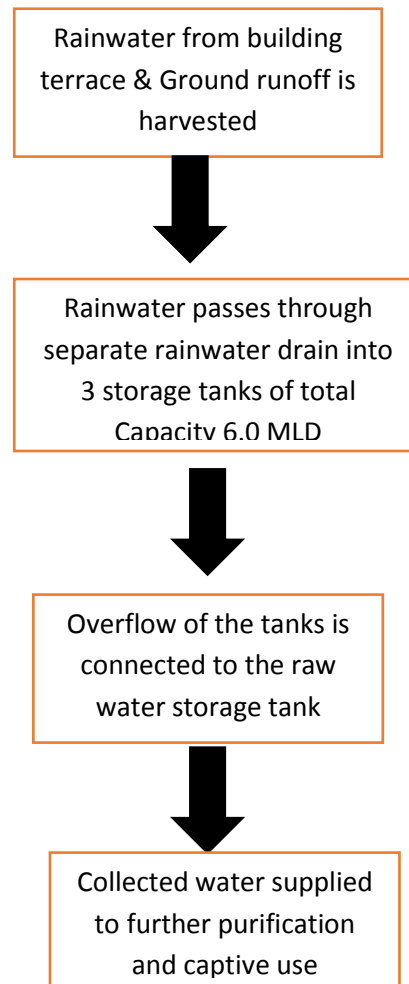 Rainwater from building
terrace & Ground runoff is
harvested
Rainwater passes through
separate rainwater drain into
3 storage tanks of total
Capacity 6.0 MLD
Overflow of the tanks is
connected to the raw
water storage tank
Collected water supplied
to further purification
and captive use